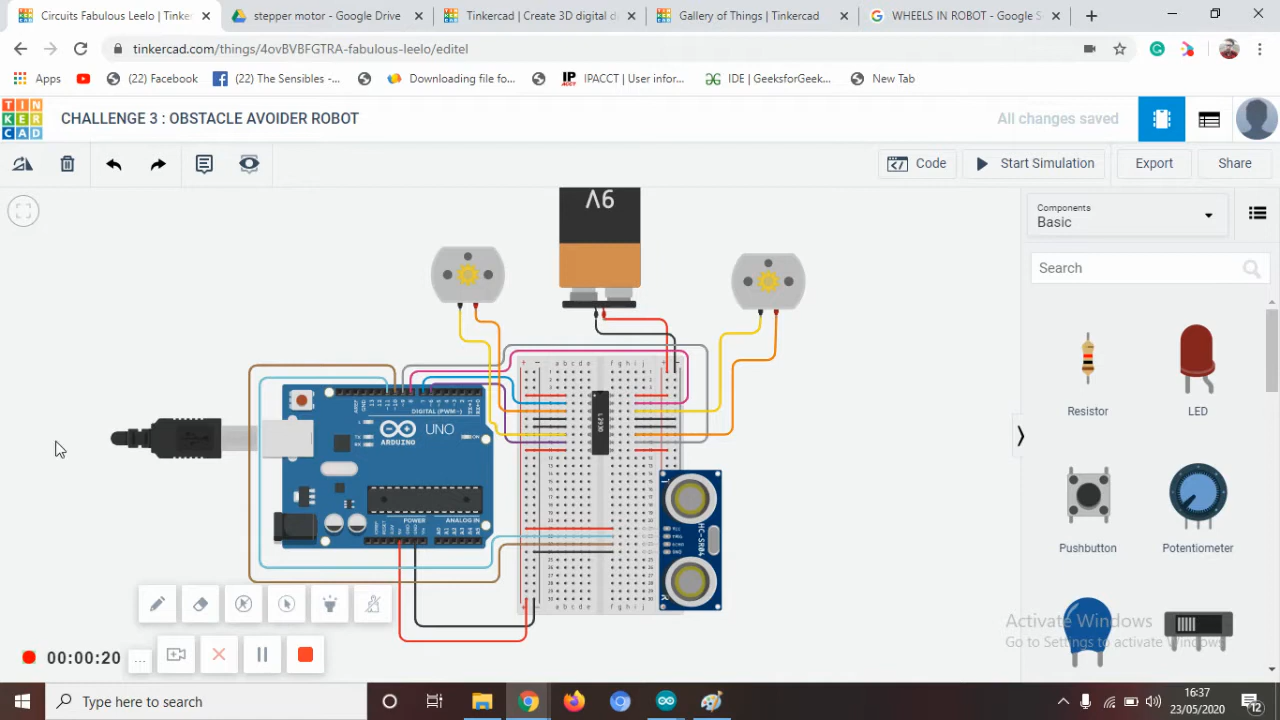 Circuits Fabulous Leelo | Tinker
stepper motor - Google Drive
Tinkercad | Create 3D digital d
Gallery of Things | Tinkercad
WHEELS IN ROBOT - Google S
tinkercad.com/things/4ovBVBFGTRA-fabulous-leelo/editel
Apps
(22) Facebook
(22) The Sensibles -...
Downloading file fo...
IPACCT | User infor...
IDE | GeeksforGeek...
New Tab
TIN
KER
CAD
CHALLENGE 3 : OBSTACLE AVOIDER ROBOT
All changes saved
Code
Start Simulation
Export
Share
Components
Basic
Search
9V
Resistor
LED
Pushbutton
Potentiometer
DIGITAL (PWM~)
UNO
ARDUINO
L293D
POWER
ANALOG IN
HC-SR04
Activate Windows
Go to Settings to activate Windows.
00:00:20
Type here to search
16:37
23/05/2020
12